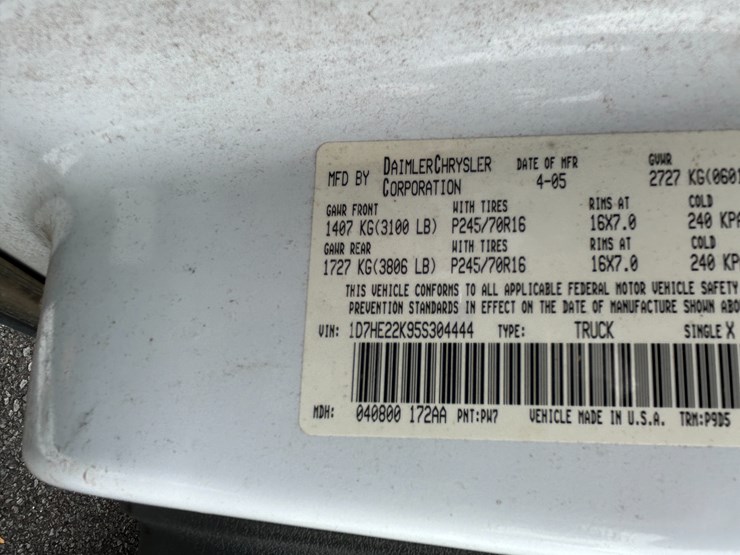 MFD BY DAIMLERCHRYSLER CORPORATION DATE OF MFR 4-05 GVWR 2727 KG(0601
GAWR FRONT WITH TIRES RIMS AT COLD
1407 KG(3100 LB) P245/70R16 16X7.0 240 KPA
GAWR REAR WITH TIRES RIMS AT COLD
1727 KG(3806 LB) P245/70R16 16X7.0 240 KP
THIS VEHICLE CONFORMS TO ALL APPLICABLE FEDERAL MOTOR VEHICLE SAFETY
PREVENTION STANDARDS IN EFFECT ON THE DATE OF MANUFACTURE SHOWN ABO
VIN: 1D7HE22K95S304444 TYPE: TRUCK SINGLE X
MDH: 040800 172AA PNT:PW7 VEHICLE MADE IN U.S.A. TRM:P9D5